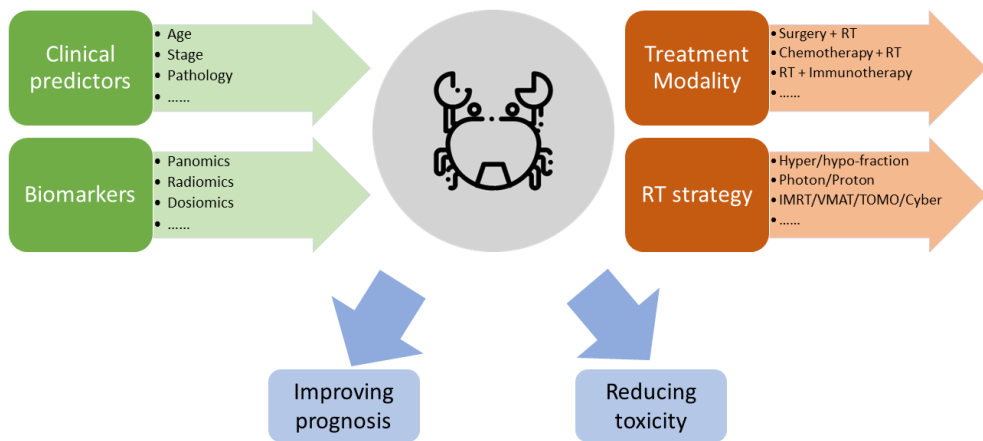 Clinical
predictors
• Age
• Stage
• Pathology
• ......
Biomarkers
• Panomics
• Radiomics
• Dosiomics
• ......
Treatment
Modality
• Surgery + RT
• Chemotherapy + RT
• RT + Immunotherapy
• ......
RT strategy
• Hyper/hypo-fraction
• Photon/Proton
• IMRT/VMAT/TOMO/Cyber
• ......
Improving
prognosis
Reducing
toxicity